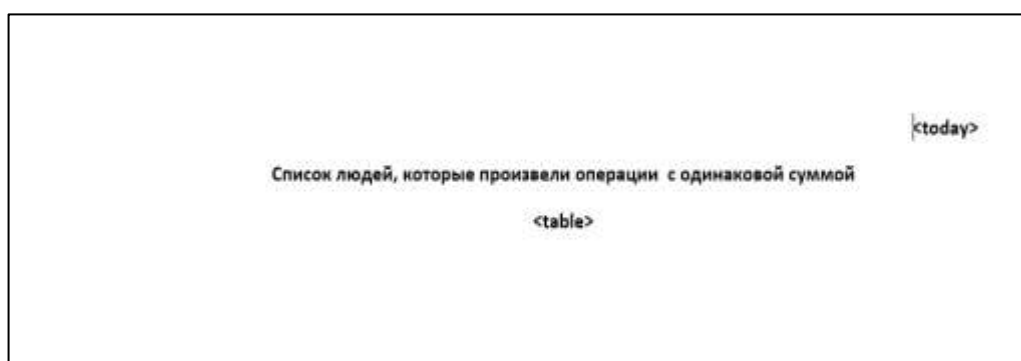 <today>
Список людей, которые произвели операции с одинаковой суммой
<table>